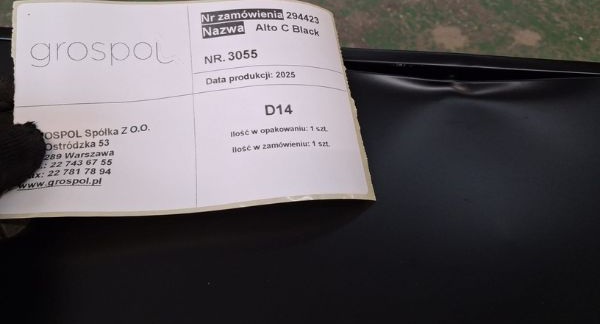 grospol
Nr zamówienia 294423
Nazwa Alto C Black
NR. 3055
Data produkcji: 2025
D14
Ilość w opakowaniu: 1 szt.
Ilość w zamówieniu: 1 szt.
ROSPOL Spółka Z O.O.
Ostródzka 53
289 Warszawa
: 22 743 67 55
ax: 22 781 78 94
www.grospol.pl